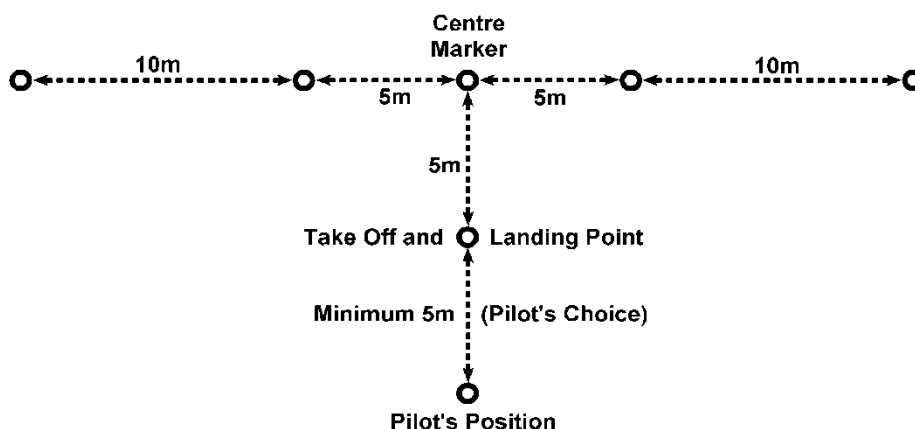 Centre
Marker
10m
10m
5m
5m
5m
Take Off and Landing Point
Minimum 5m (Pilot's Choice)
Pilot's Position